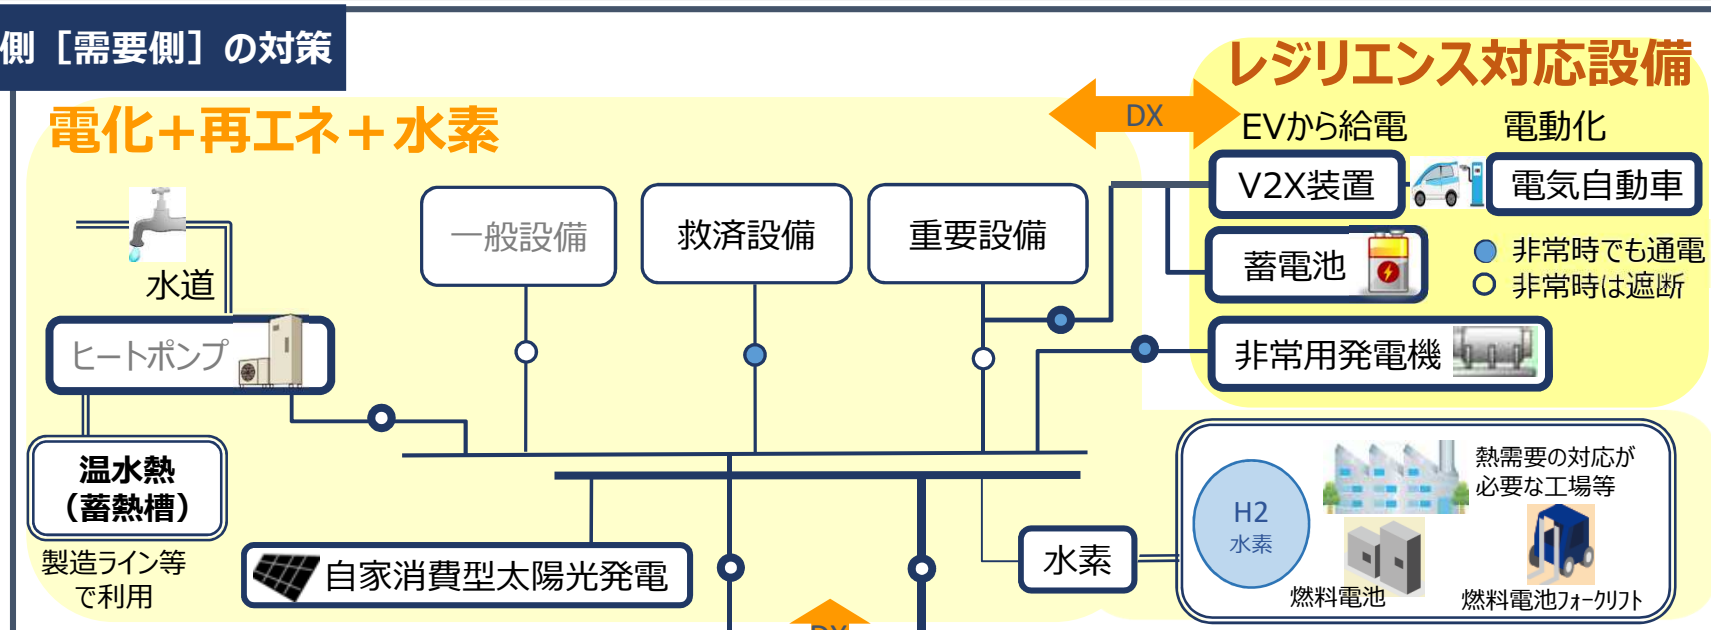 側［需要側］の対策
電化＋再エネ＋水素
DX
レジリエンス対応設備
EVから給電
電動化
V2X装置
電気自動車
蓄電池
非常時でも通電
非常時は遮断
非常用発電機
水道
一般設備
救済設備
重要設備
ヒートポンプ
温水熱
（蓄熱槽）
製造ライン等
で利用
自家消費型太陽光発電
水素
H2
水素
熱需要の対応が
必要な工場等
燃料電池
燃料電池フォークリフト
DX